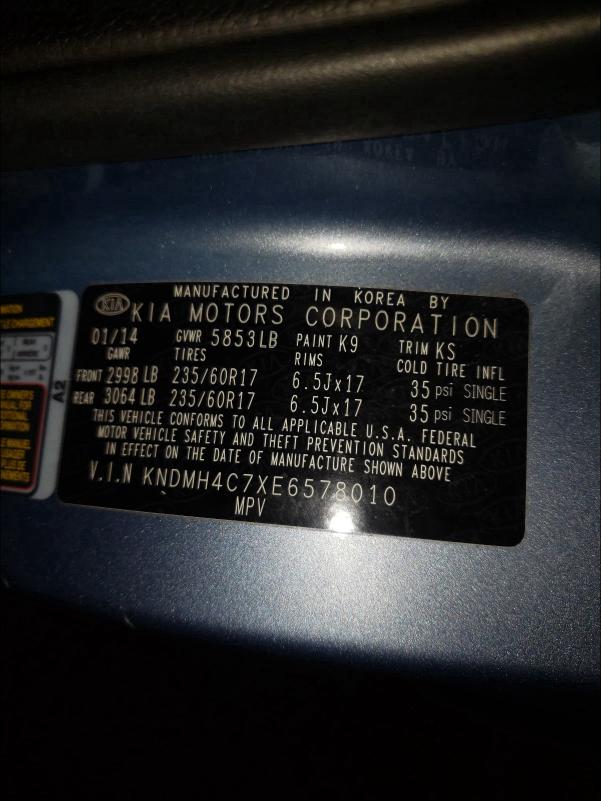 MANUFACTURED IN KOREA BY
KIA KIA MOTORS CORPORATION
01/14 GVWR 5853LB PAINT K9 TRIM KS
GAWR TIRES RIMS COLD TIRE INFL
FRONT 2998 LB 235/60R17 6.5Jx17 35 psi SINGLE
REAR 3064 LB 235/60R17 6.5Jx17 35 psi SINGLE
THIS VEHICLE CONFORMS TO ALL APPLICABLE U.S.A. FEDERAL
MOTOR VEHICLE SAFETY AND THEFT PREVENTION STANDARDS
IN EFFECT ON THE DATE OF MANUFACTURE SHOWN ABOVE
V.I.N KNDMH4C7XE6578010
MPV
A2